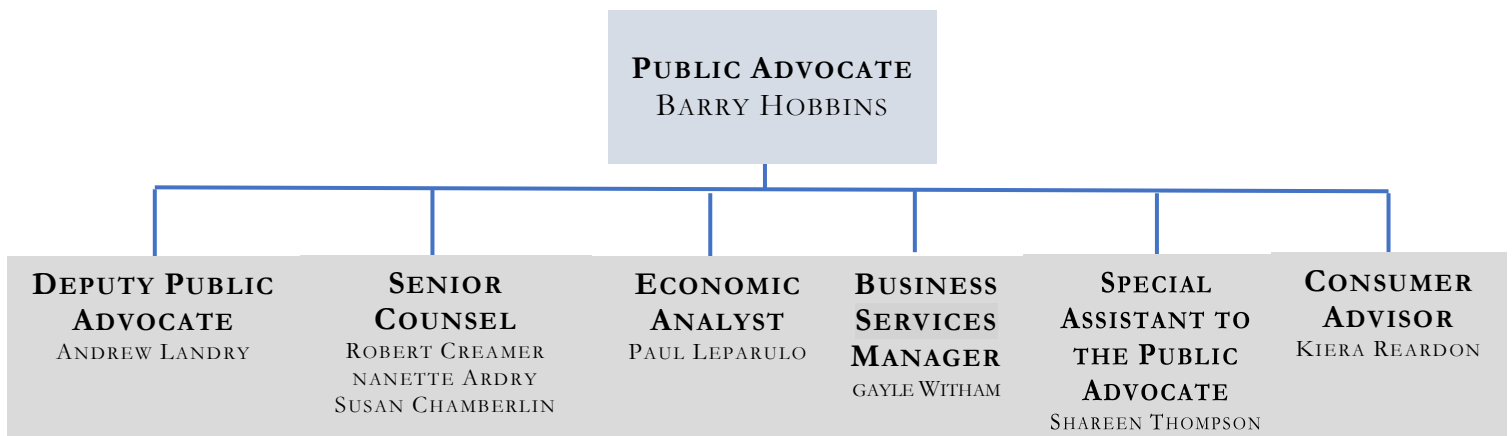 Public Advocate
Barry Hobbins
Deputy Public
Advocate
Andrew Landry
Senior
Counsel
Robert Creamer
nanette Ardry
Susan Chamberlin
Economic
Analyst
Paul Leparulo
Business
Services
Manager
gayle Witham
Special
Assistant to
the Public
Advocate
Shareen Thompson
Consumer
Advisor
Kiera Reardon